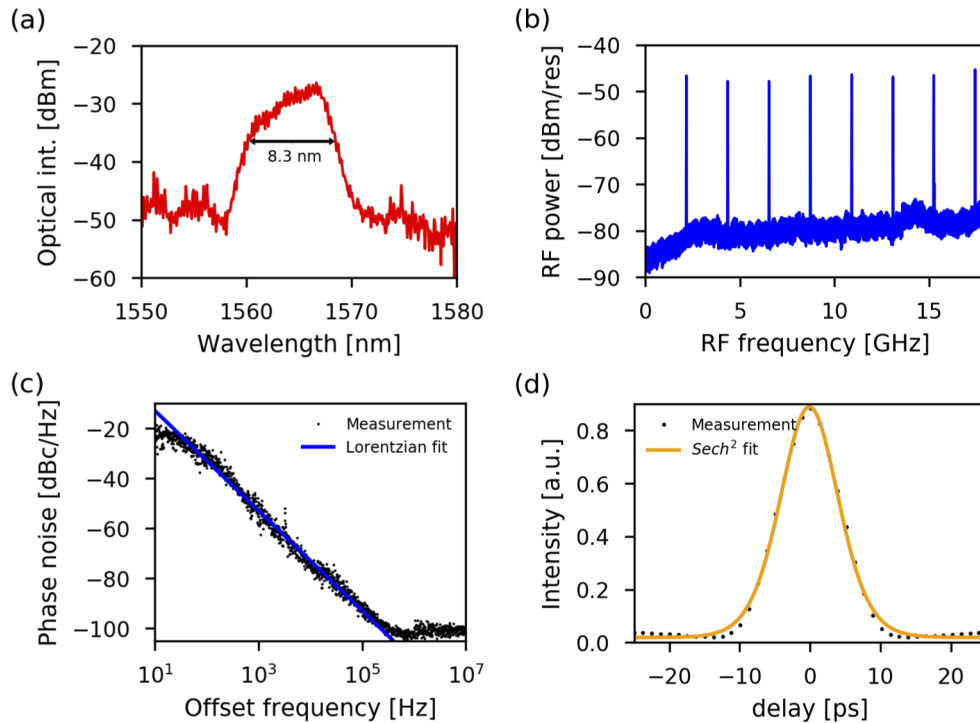 (a)
−20
−30
−40
−50
−60
Optical int. [dBm]
8.3 nm
1550
1560
1570
1580
Wavelength [nm]
(b)
−40
−50
−60
−70
−80
−90
RF power [dBm/res]
0
5
10
15
RF frequency [GHz]
(c)
−20
−40
−60
−80
−100
Phase noise [dBc/Hz]
Measurement
Lorentzian fit
10¹
10³
10⁵
10⁷
Offset frequency [Hz]
(d)
0.8
0.6
0.4
0.2
0.0
Intensity [a.u.]
Measurement
Sech² fit
−20
−10
0
10
20
delay [ps]